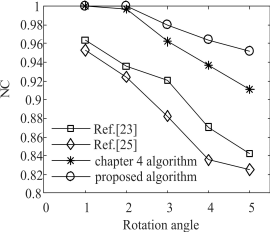 1
0.98
0.96
0.94
0.92
NC
0.9
0.88
0.86
0.84
0.82
0.8
Ref.[23]
Ref.[25]
chapter 4 algorithm
proposed algorithm
0 1 2 3 4 5
Rotation angle